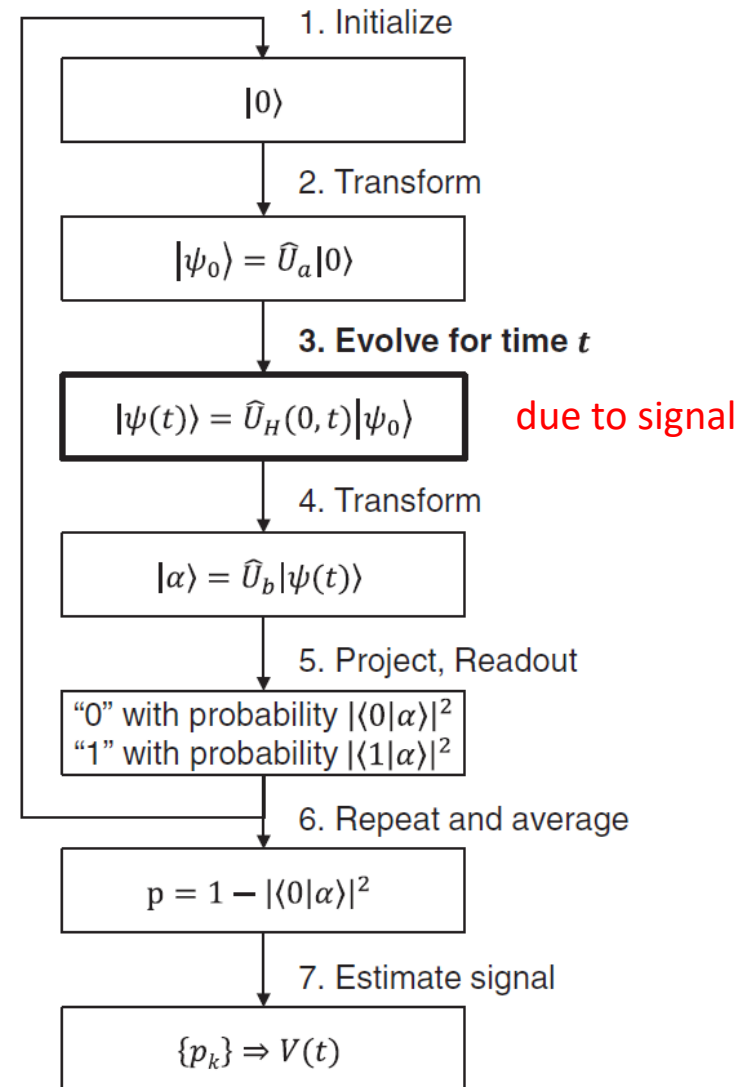 1. Initialize
|0⟩
2. Transform
|ψ₀⟩ = Û_a|0⟩
3. Evolve for time t
|ψ(t)⟩ = Û_H(0, t)|ψ₀⟩
due to signal
4. Transform
|α⟩ = Û_b|ψ(t)⟩
5. Project, Readout
“0” with probability |⟨0|α⟩|²
“1” with probability |⟨1|α⟩|²
6. Repeat and average
p = 1 − |⟨0|α⟩|²
7. Estimate signal
{p_k} ⇒ V(t)